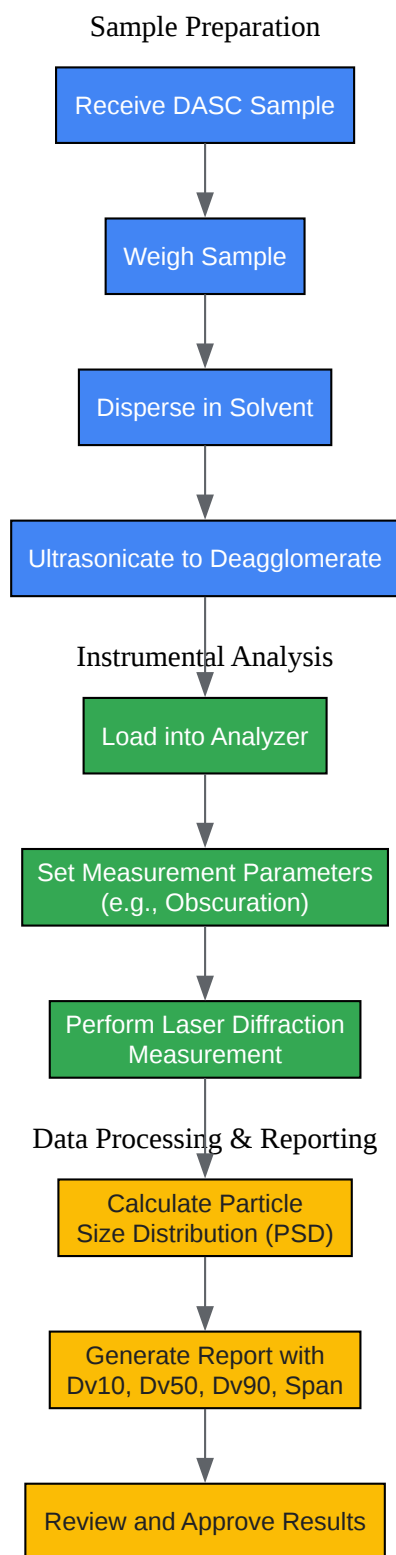 Sample Preparation
Receive DASC Sample
Weigh Sample
Disperse in Solvent
Ultrasonicate to Deagglomerate
Instrumental Analysis
Load into Analyzer
Set Measurement Parameters
(e.g., Obscuration)
Perform Laser Diffraction
Measurement
Data Processing & Reporting
Calculate Particle
Size Distribution (PSD)
Generate Report with
Dv10, Dv50, Dv90, Span
Review and Approve Results